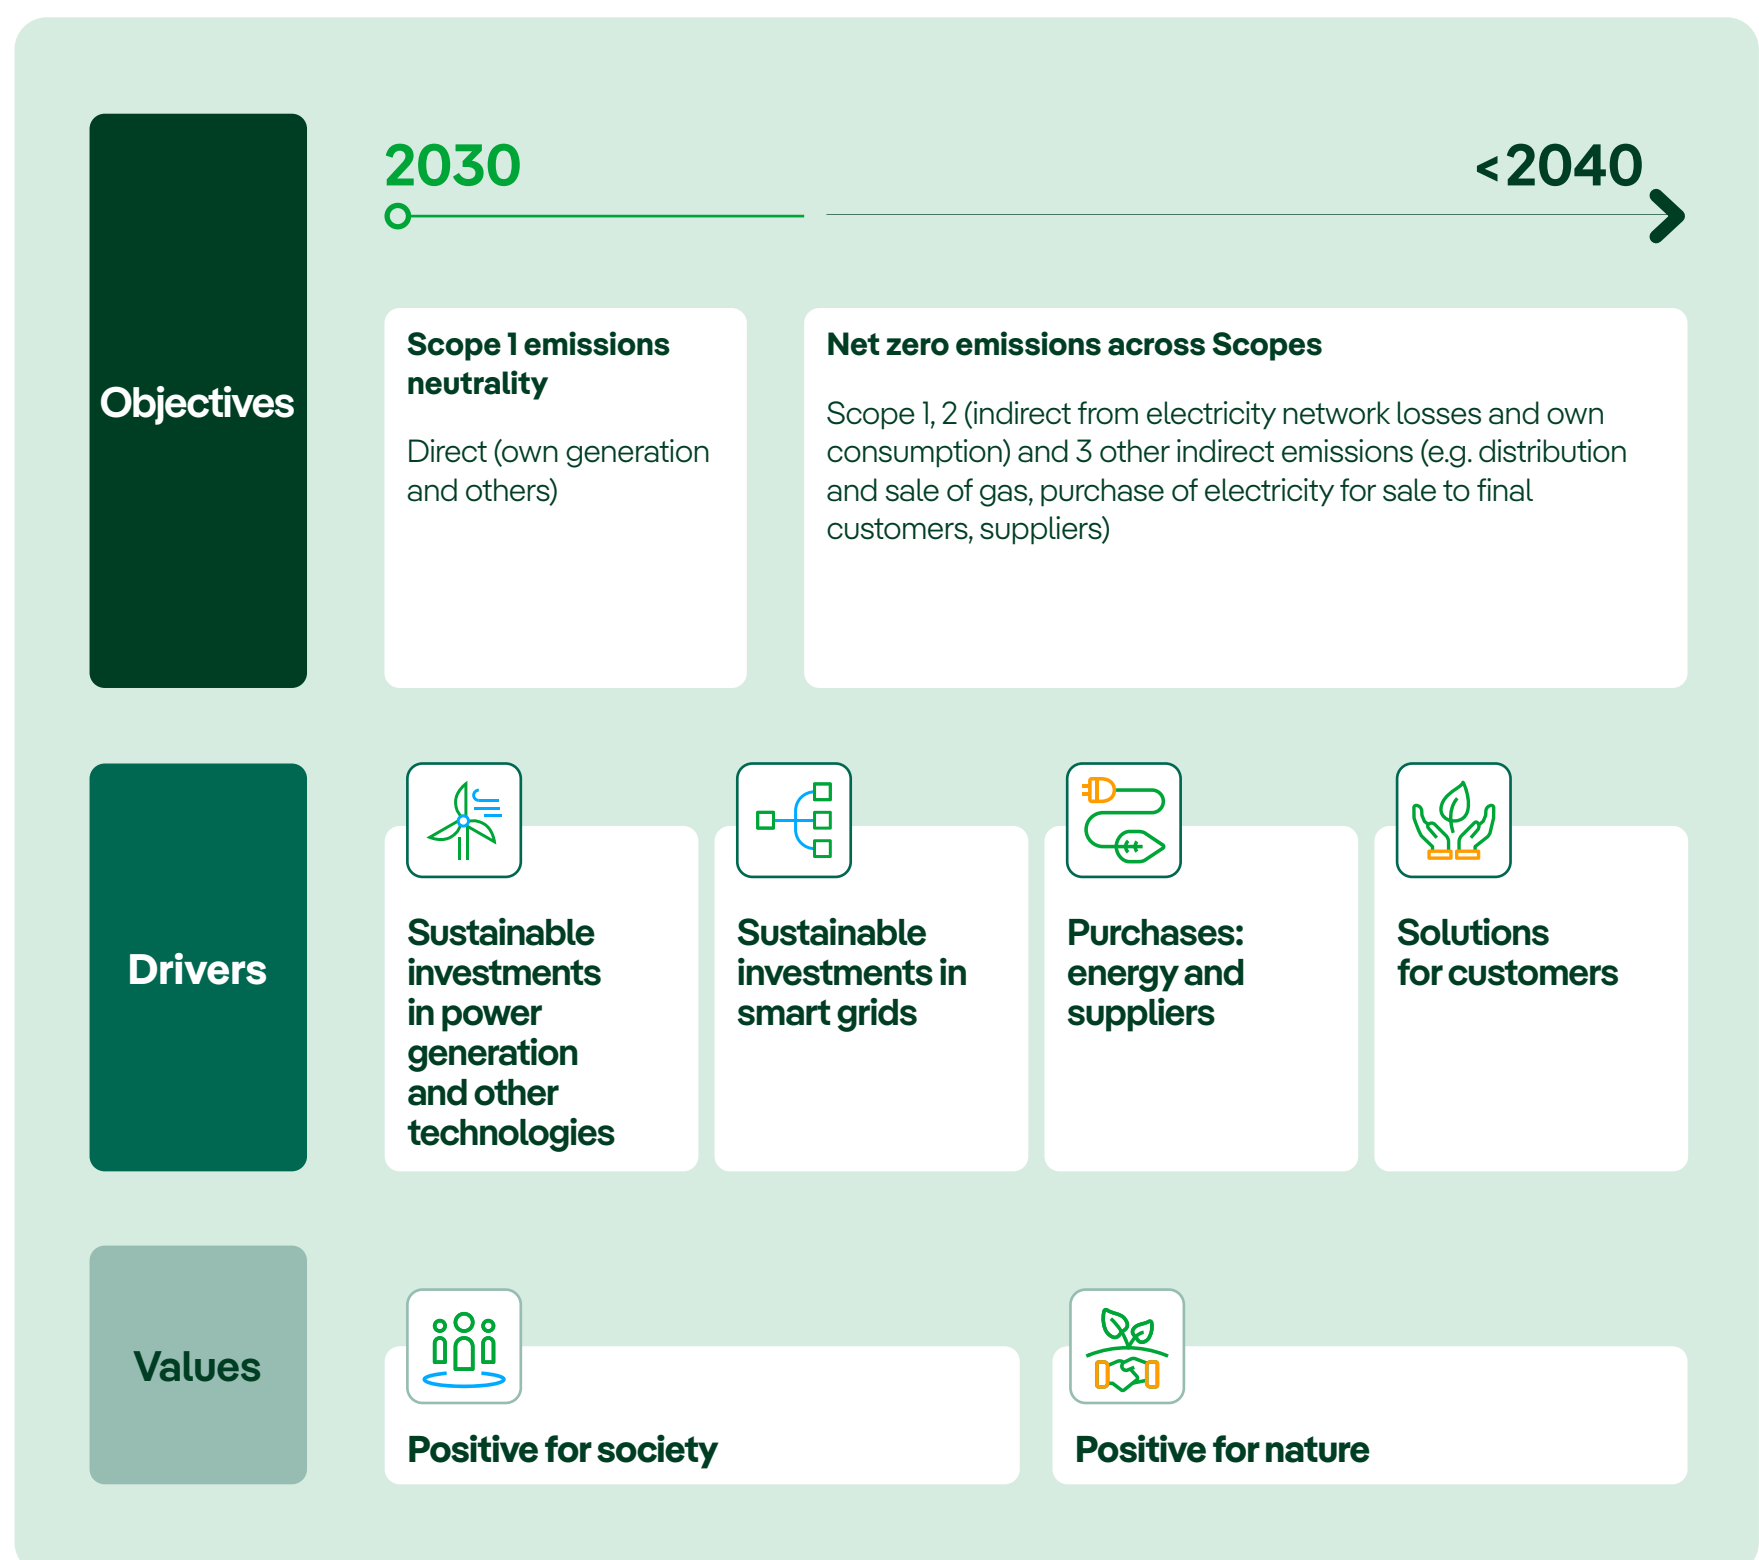 Objectives
2030
<2040
Scope 1 emissions
neutrality
Direct (own generation
and others)
Net zero emissions across Scopes
Scope 1, 2 (indirect from electricity network losses and own
consumption) and 3 other indirect emissions (e.g. distribution
and sale of gas, purchase of electricity for sale to final
customers, suppliers)
Drivers
Sustainable
investments
in power
generation
and other
technologies
Sustainable
investments in
smart grids
Purchases:
energy and
suppliers
Solutions
for customers
Values
Positive for society
Positive for nature